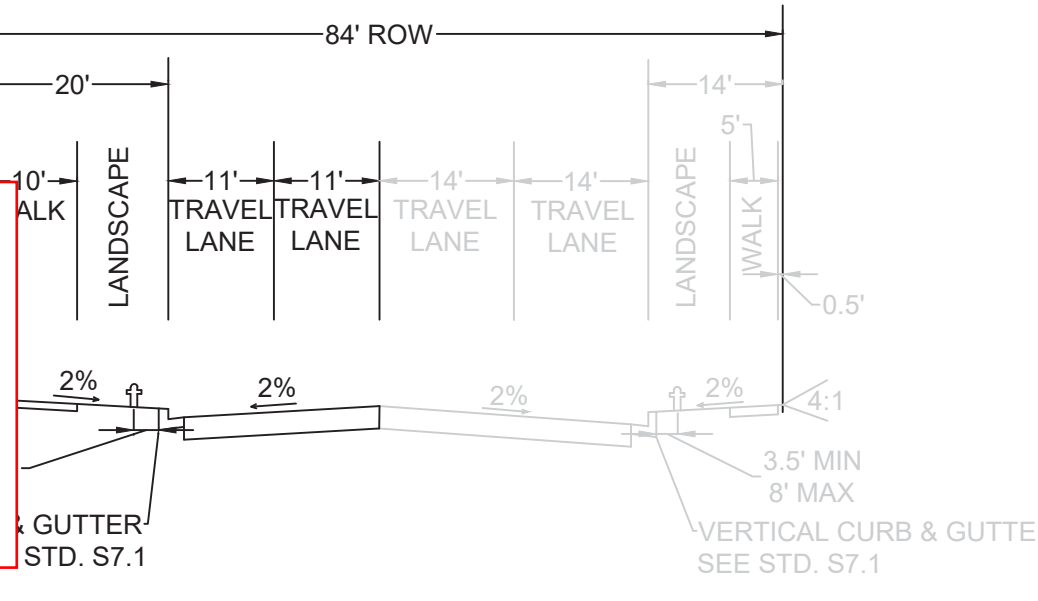 84' ROW
20'
14'
5'
10'
ALK
LANDSCAPE
11'
TRAVEL
LANE
11'
TRAVEL
LANE
14'
TRAVEL
LANE
14'
TRAVEL
LANE
LANDSCAPE
WALK
0.5'
2%
2%
2%
2%
4:1
3.5' MIN
8' MAX
& GUTTER
STD. S7.1
VERTICAL CURB & GUTTE
SEE STD. S7.1